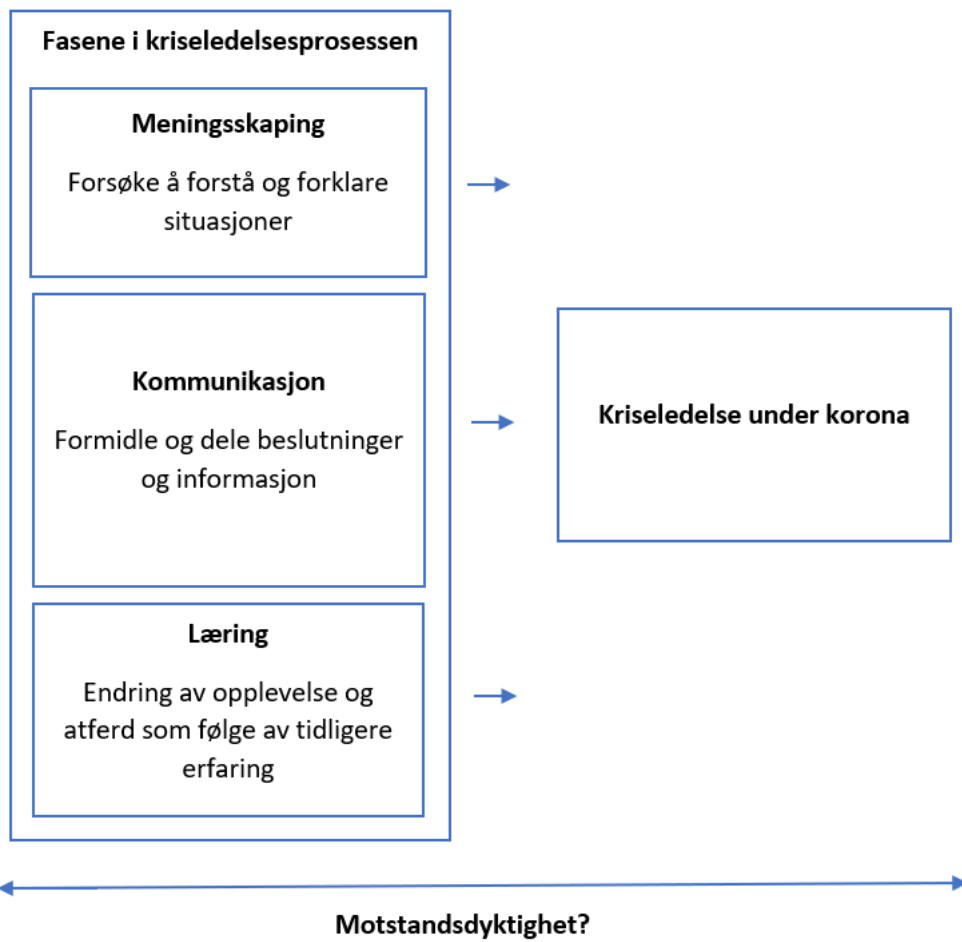 Fasene i kriseledelsesprosessen
Meningsskaping
Forsøke å forstå og forklare
situasjoner
Kommunikasjon
Formidle og dele beslutninger
og informasjon
Kriseledelse under korona
Læring
Endring av opplevelse og
atferd som følge av tidligere
erfaring
Motstandsdyktighet?